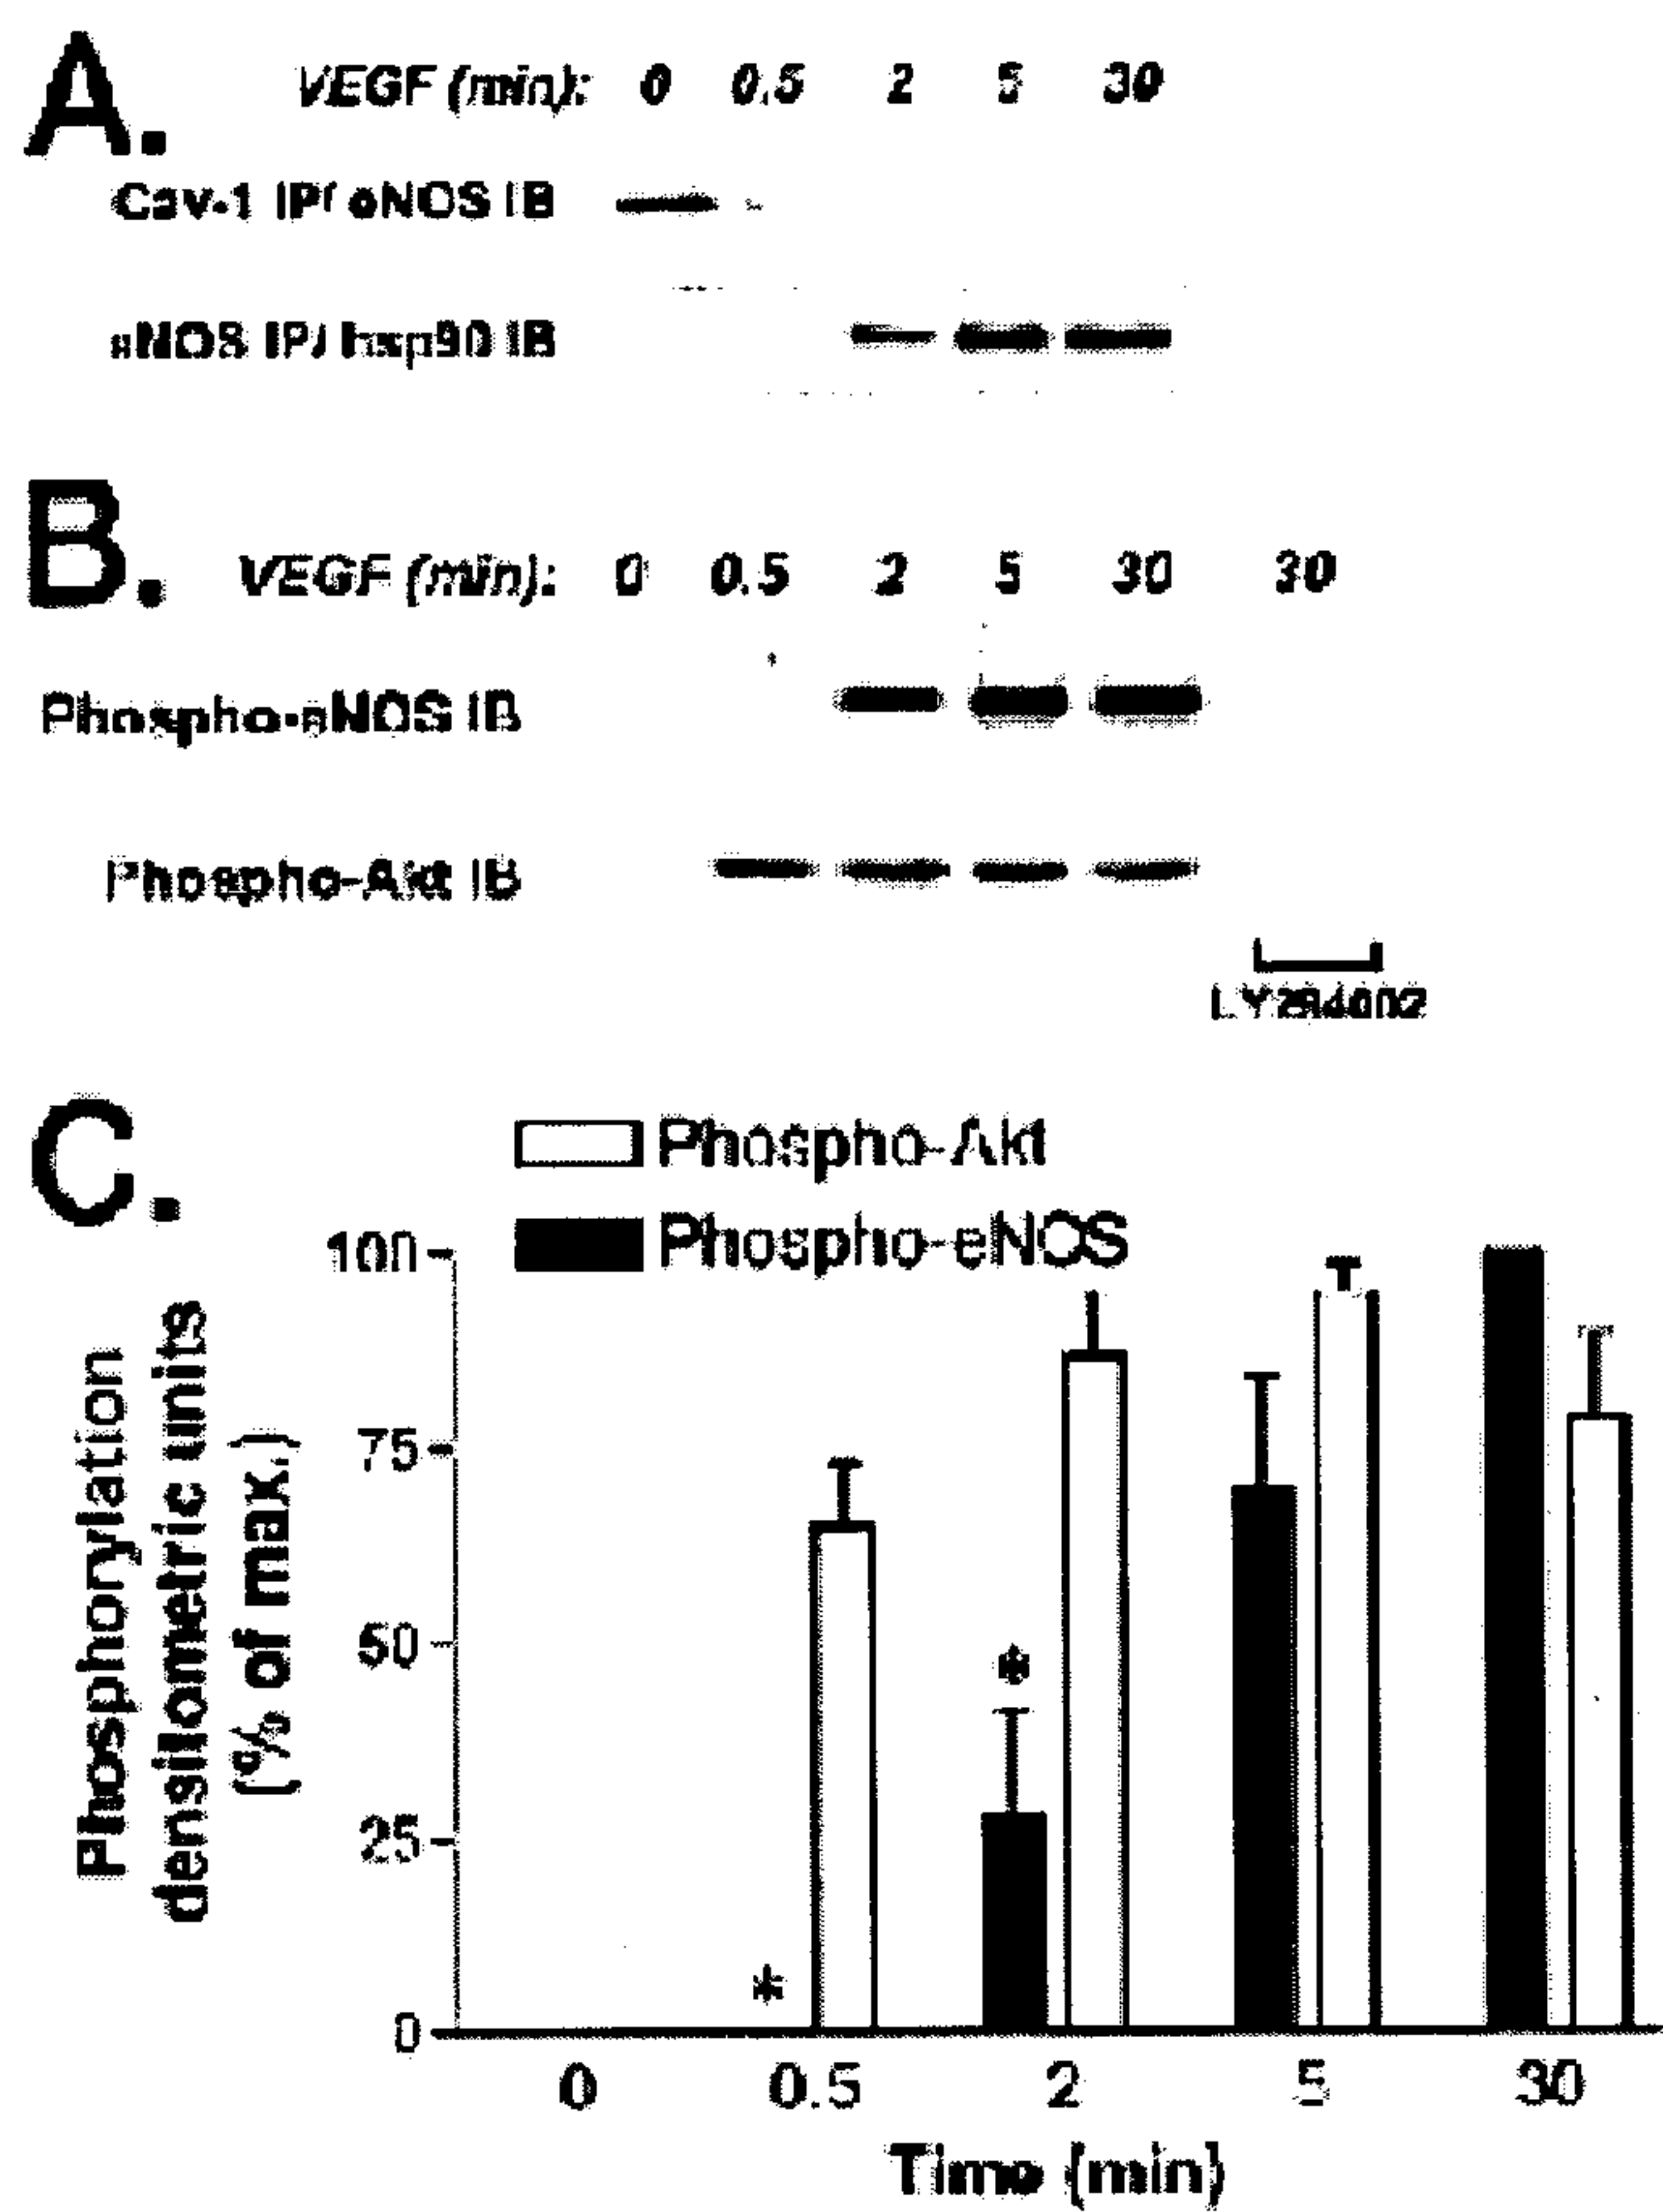 A.
VEGF (min): 0 0.5 2 5 30
Cav-1 IP/ eNOS IB
eNOS IP/ hsp90 IB
B.
VEGF (min): 0 0.5 2 5 30 30
Phospho-eNOS IB
Phospho-Akt IB
LY294002
C.
Phospho-Akt
Phospho-eNOS
Phosphorylation
densilometric units
(% of max.)
100
75
50
25
0
*
*
0 0.5 2 5 30
Time (min)